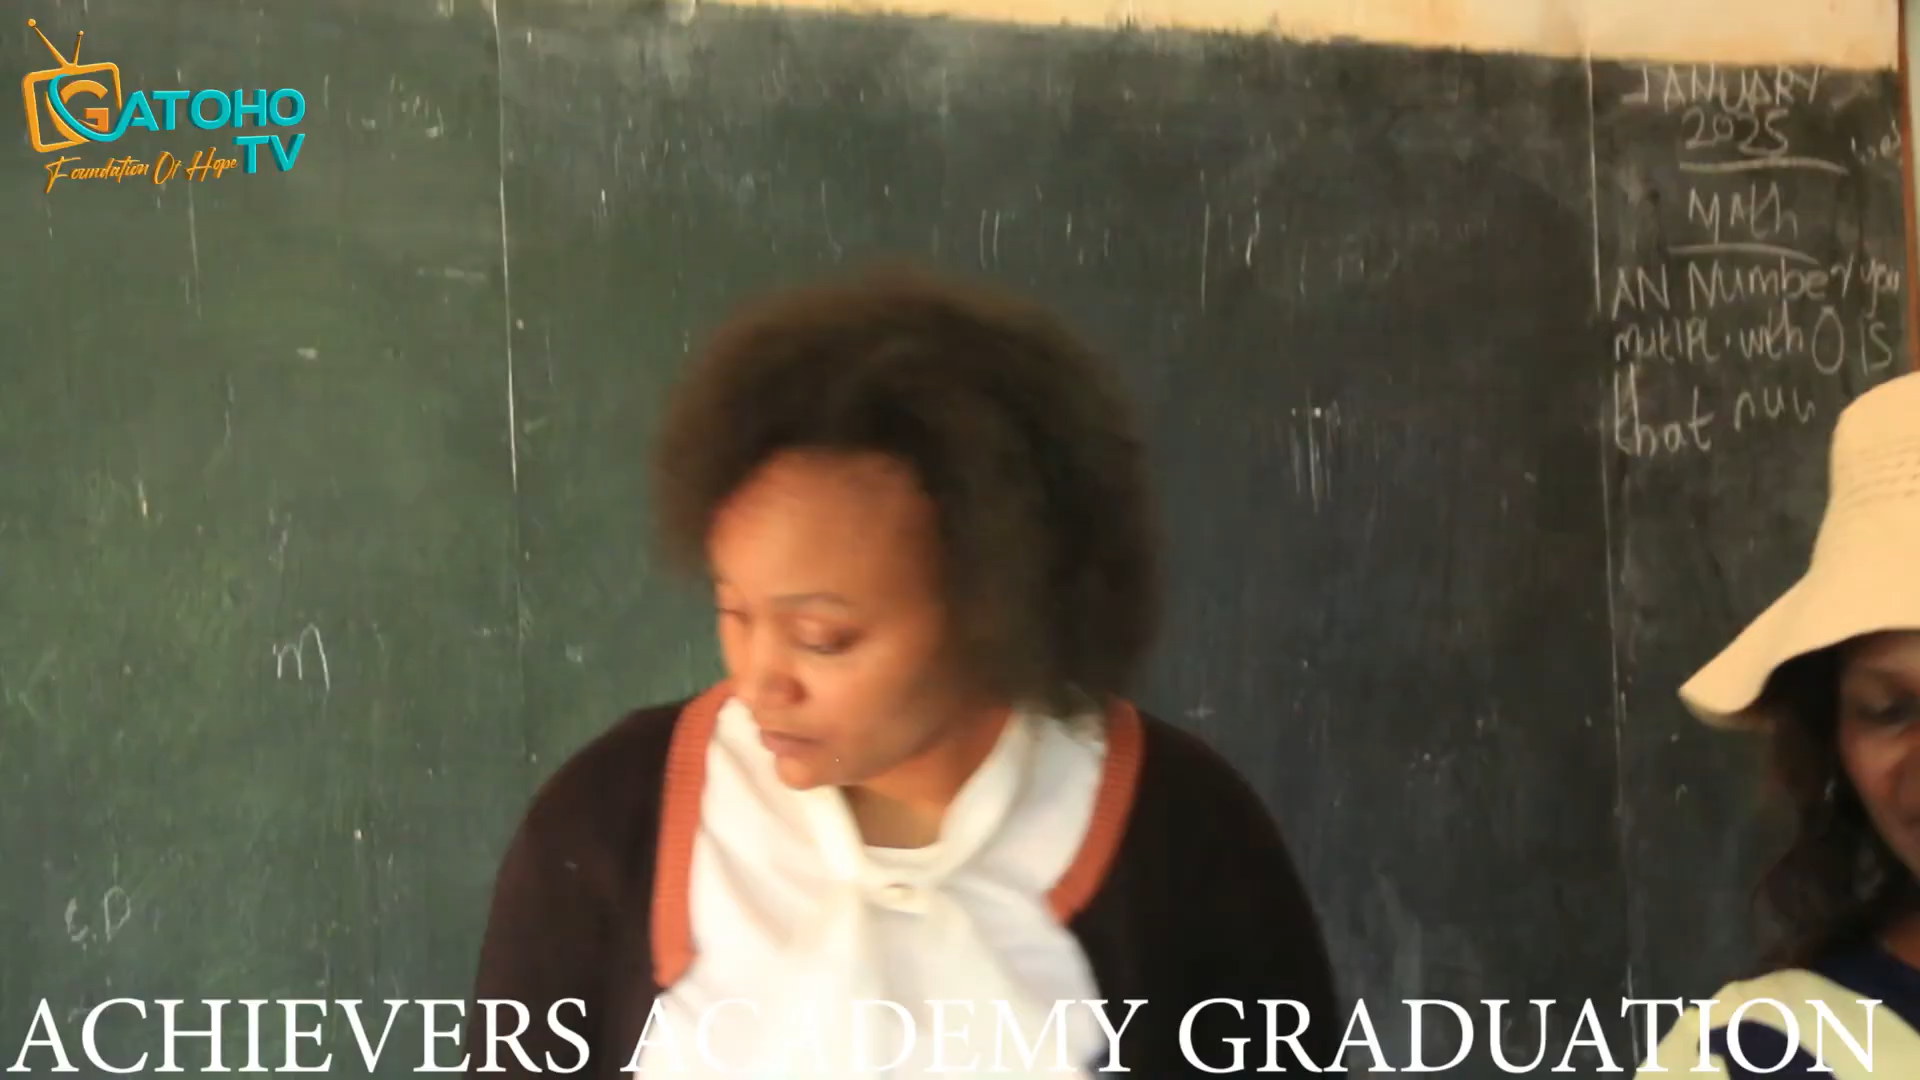 GATOHO
TV
Foundation Of Hope
JANUARY
2025
MAth
AN Number you
multipl. with 0 is
that
M
C.D
ACHIEVERS ACADEMY GRADUATION